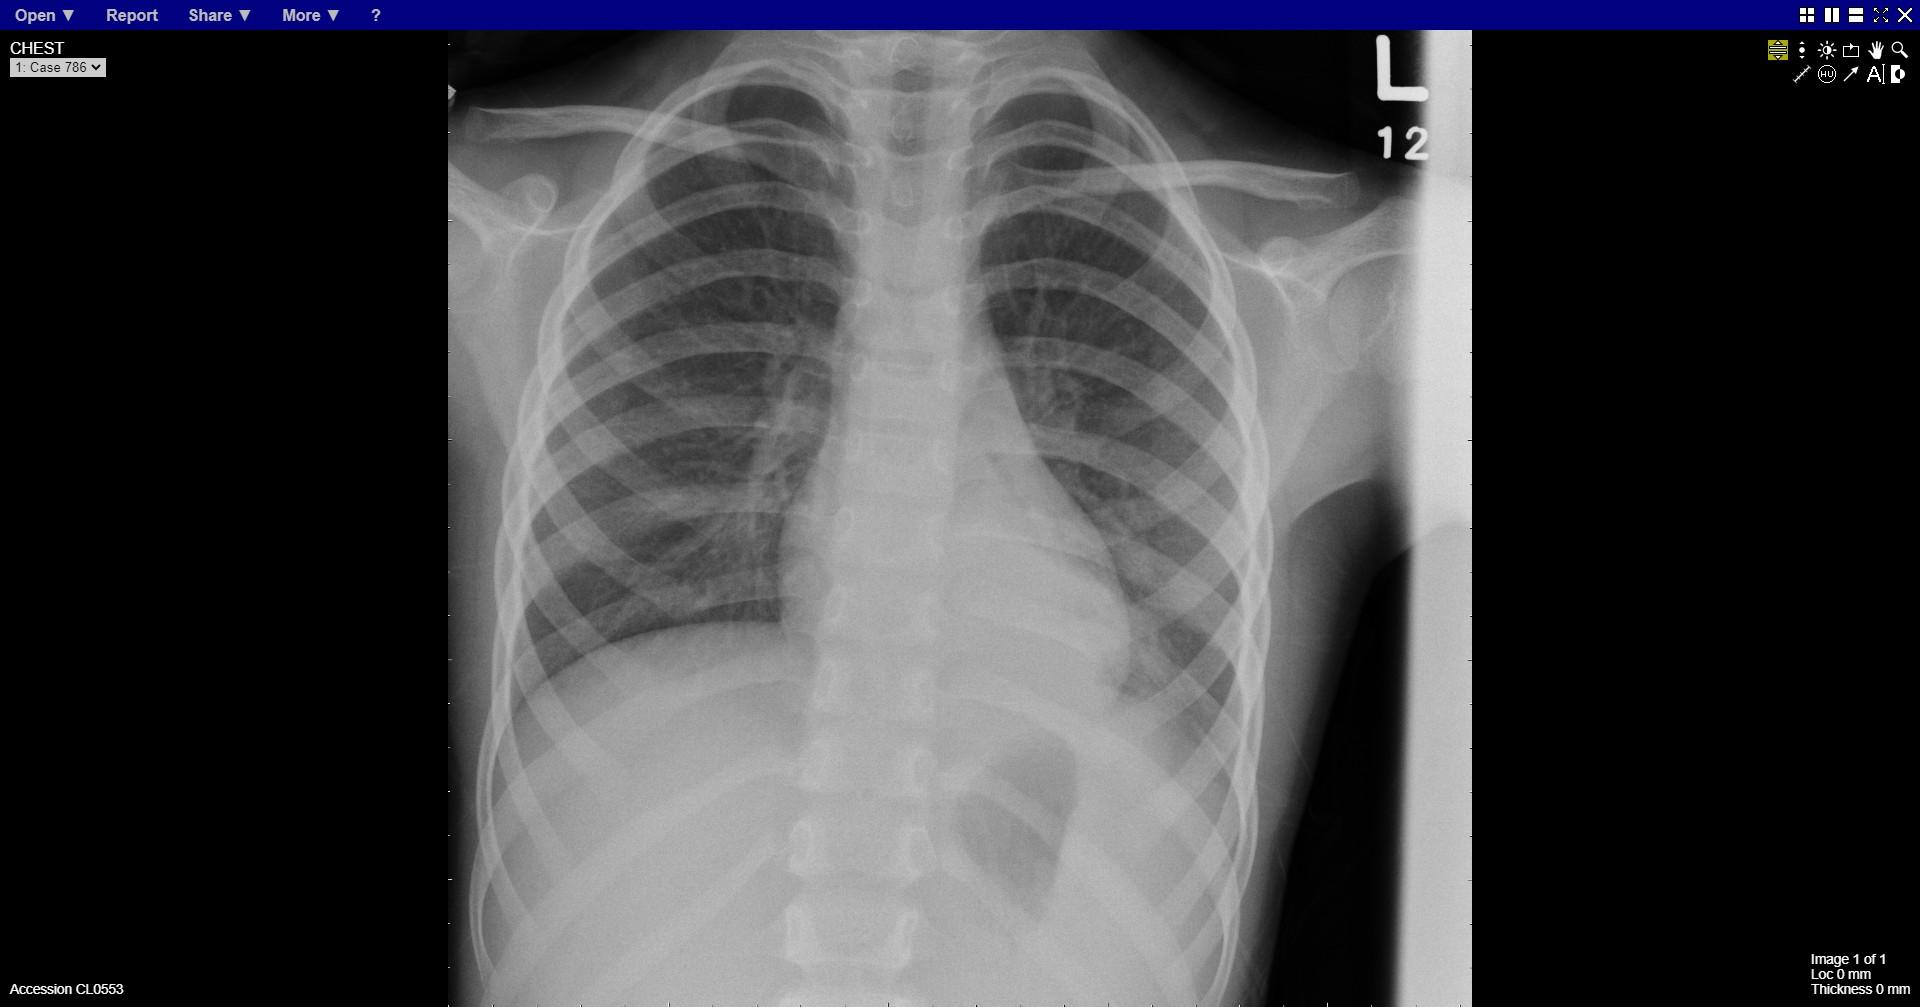 Open ▼ Report Share ▼ More ▼ ?
CHEST
1: Case 786
L
12
HU
A
Accession CL0553
Image 1 of 1
Loc 0 mm
Thickness 0 mm